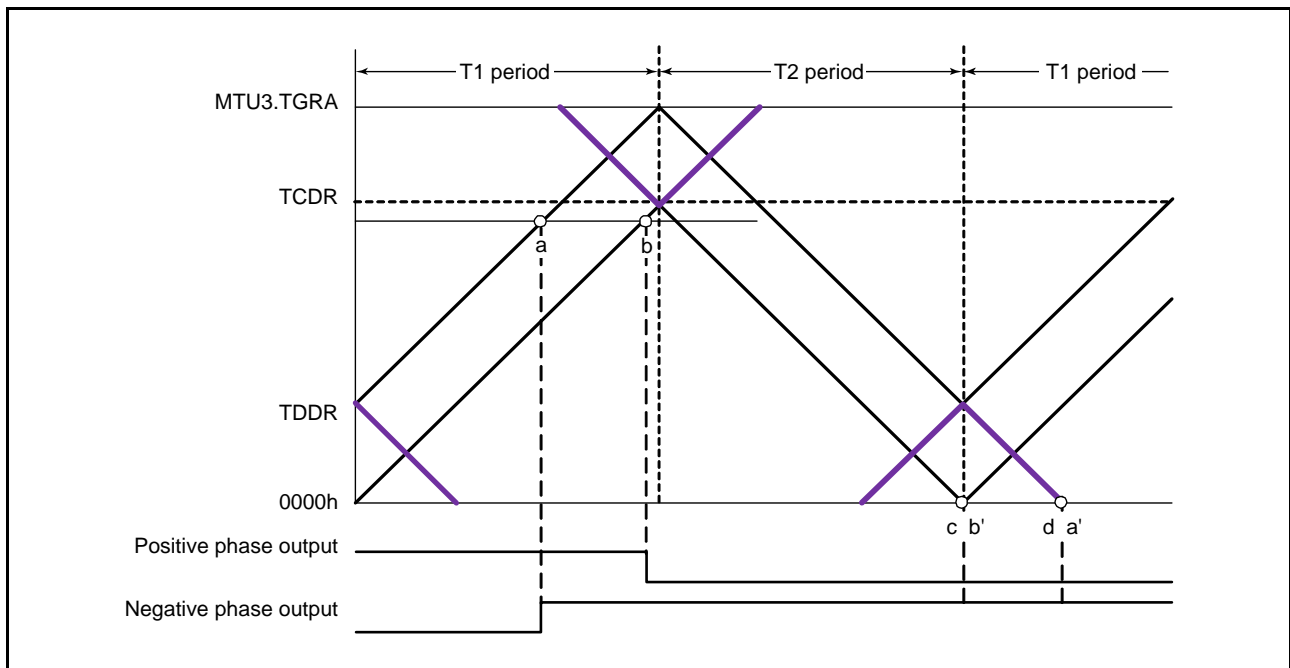 T1 period T2 period T1 period
MTU3.TGRA
TCDR
a b
TDDR
0000h
c b' d a'
Positive phase output
Negative phase output